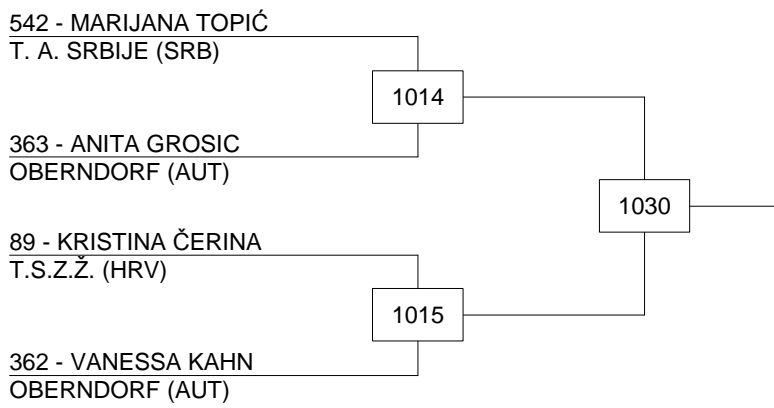 542 - MARIJANA TOPIĆ
T. A. SRBIJE (SRB)
1014
363 - ANITA GROSIC
OBERNDORF (AUT)
1030
89 - KRISTINA ČERINA
T.S.Z.Ž. (HRV)
1015
362 - VANESSA KAHN
OBERNDORF (AUT)